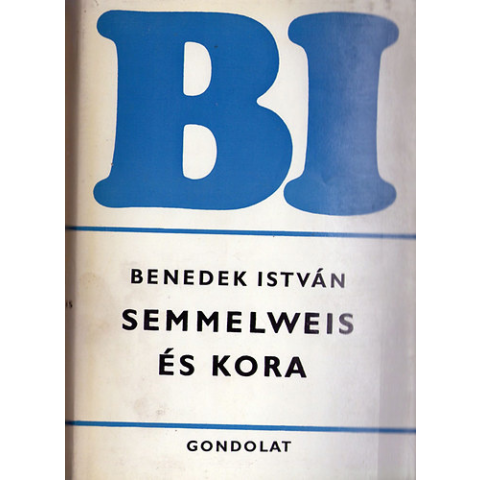 BI
BENEDEK ISTVÁN
SEMMELWEIS
ÉS KORA
GONDOLAT